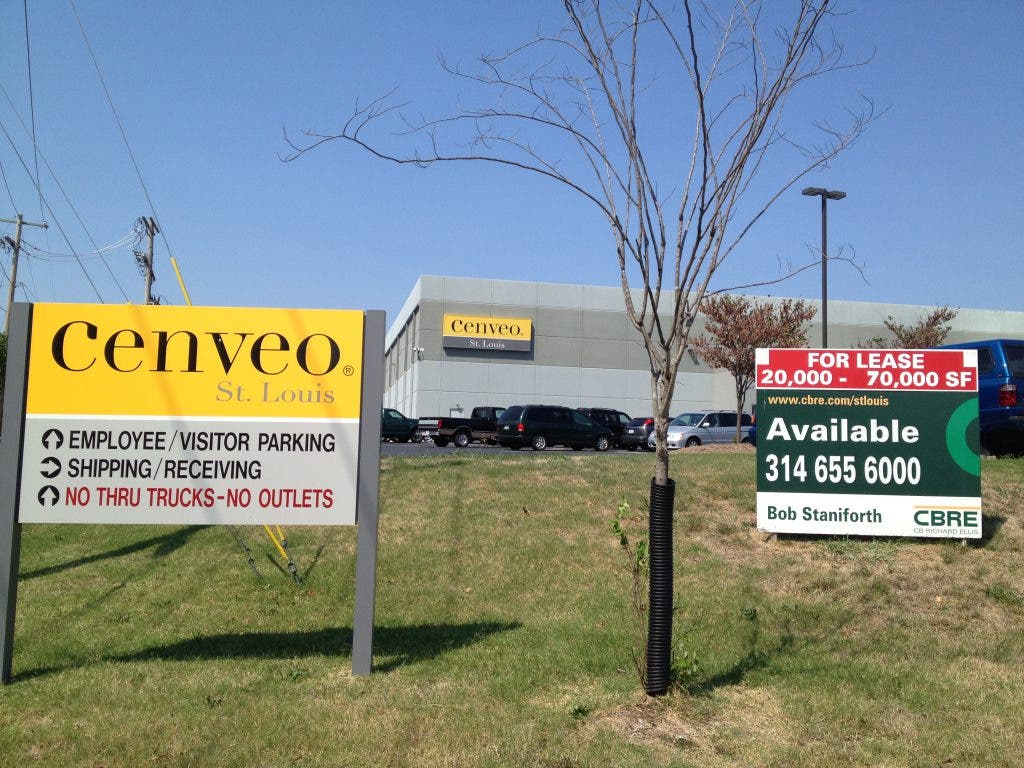 Cenveo®
St. Louis
EMPLOYEE/VISITOR PARKING
SHIPPING/RECEIVING
NO THRU TRUCKS-NO OUTLETS
Cenveo.
St. Louis
FOR LEASE
20,000 - 70,000 SF
www.cbre.com/stlouis
Available
314 655 6000
Bob Staniforth
CBRE
CB RICHARD ELLIS